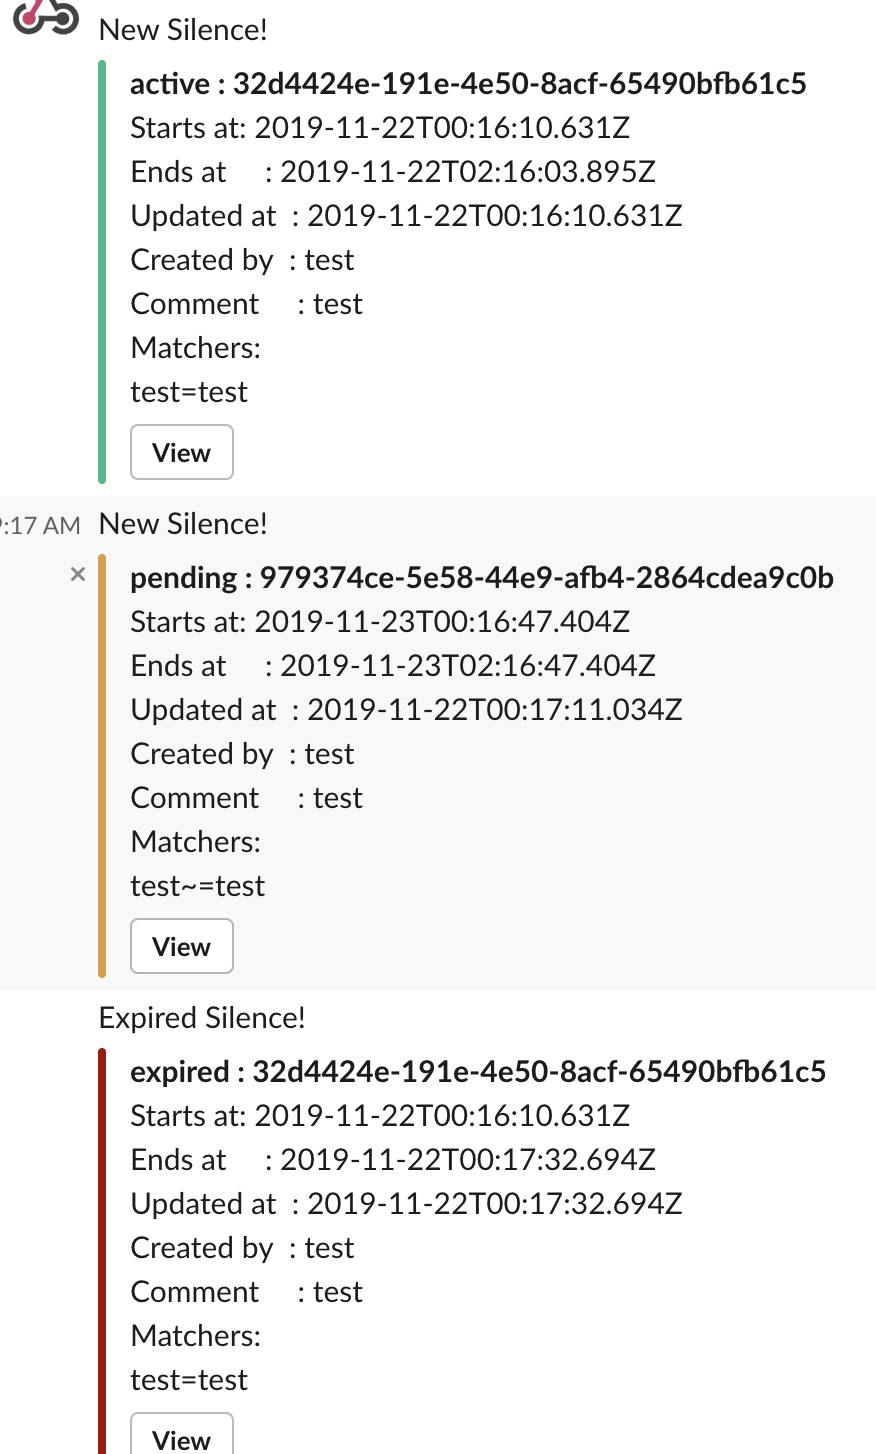 New Silence!
active : 32d4424e-191e-4e50-8acf-65490bfb61c5
Starts at: 2019-11-22T00:16:10.631Z
Ends at : 2019-11-22T02:16:03.895Z
Updated at : 2019-11-22T00:16:10.631Z
Created by : test
Comment : test
Matchers:
test=test
View
:17 AM New Silence!
pending : 979374ce-5e58-44e9-afb4-2864cdea9c0b
Starts at: 2019-11-23T00:16:47.404Z
Ends at : 2019-11-23T02:16:47.404Z
Updated at : 2019-11-22T00:17:11.034Z
Created by : test
Comment : test
Matchers:
test~=test
View
Expired Silence!
expired : 32d4424e-191e-4e50-8acf-65490bfb61c5
Starts at: 2019-11-22T00:16:10.631Z
Ends at : 2019-11-22T00:17:32.694Z
Updated at : 2019-11-22T00:17:32.694Z
Created by : test
Comment : test
Matchers:
test=test
View